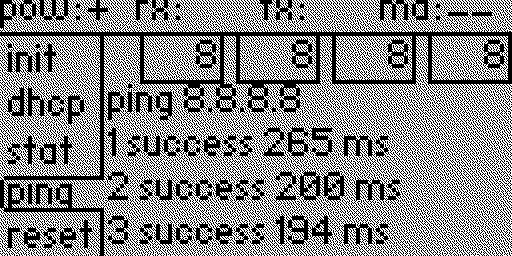 pow:+ rx: tx: md:__
init 8 8 8 8
dhcp ping 8.8.8.8
stat 1 success 265 ms
ping 2 success 200 ms
reset 3 success 194 ms